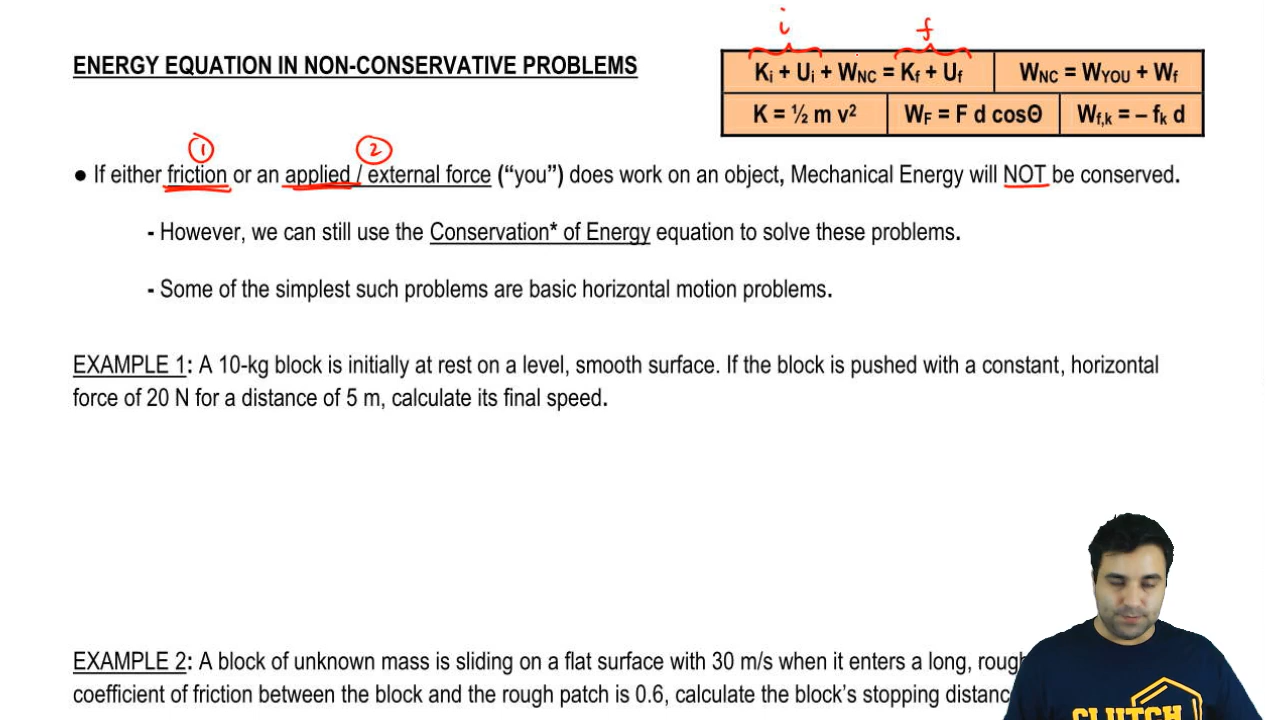 i
f
ENERGY EQUATION IN NON-CONSERVATIVE PROBLEMS
Ki + Ui + WNC = Kf + Uf
WNC = WYOU + Wf
K = ½ m v²
WF = F d cosΘ
Wf,k = – fk d
1
2
● If either friction or an applied / external force (“you”) does work on an object, Mechanical Energy will NOT be conserved.
- However, we can still use the Conservation* of Energy equation to solve these problems.
- Some of the simplest such problems are basic horizontal motion problems.
EXAMPLE 1: A 10-kg block is initially at rest on a level, smooth surface. If the block is pushed with a constant, horizontal
force of 20 N for a distance of 5 m, calculate its final speed.
EXAMPLE 2: A block of unknown mass is sliding on a flat surface with 30 m/s when it enters a long,
coefficient of friction between the block and the rough patch is 0.6, calculate the block’s stopping
CLUTCH